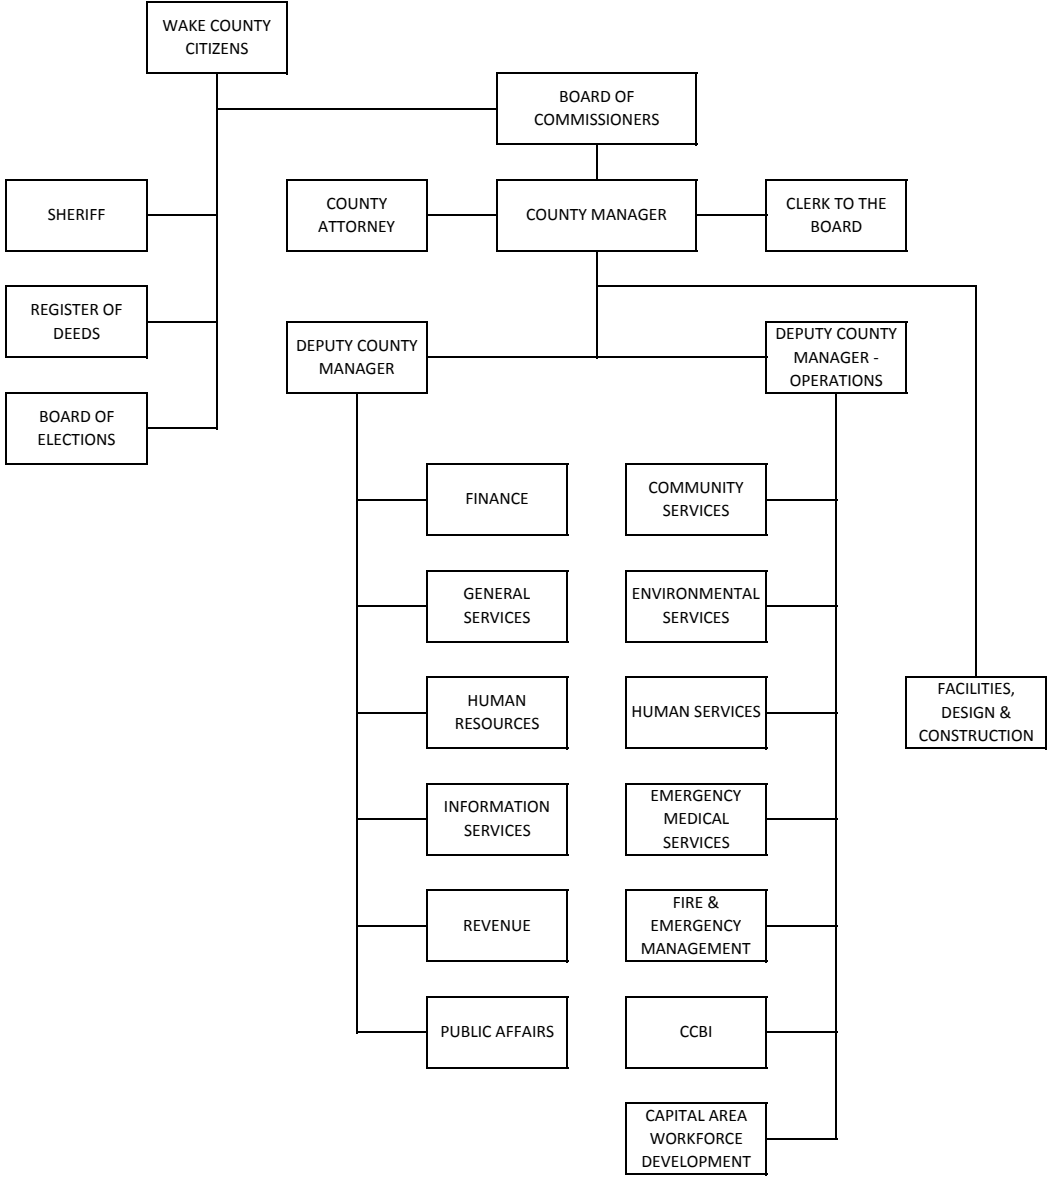 WAKE COUNTY
CITIZENS
BOARD OF
COMMISSIONERS
SHERIFF
COUNTY
ATTORNEY
COUNTY MANAGER
CLERK TO THE
BOARD
REGISTER OF
DEEDS
DEPUTY COUNTY
MANAGER
DEPUTY COUNTY
MANAGER -
OPERATIONS
BOARD OF
ELECTIONS
FINANCE
COMMUNITY
SERVICES
GENERAL
SERVICES
ENVIRONMENTAL
SERVICES
HUMAN
RESOURCES
HUMAN SERVICES
FACILITIES,
DESIGN &
CONSTRUCTION
INFORMATION
SERVICES
EMERGENCY
MEDICAL
SERVICES
REVENUE
FIRE &
EMERGENCY
MANAGEMENT
PUBLIC AFFAIRS
CCBI
CAPITAL AREA
WORKFORCE
DEVELOPMENT